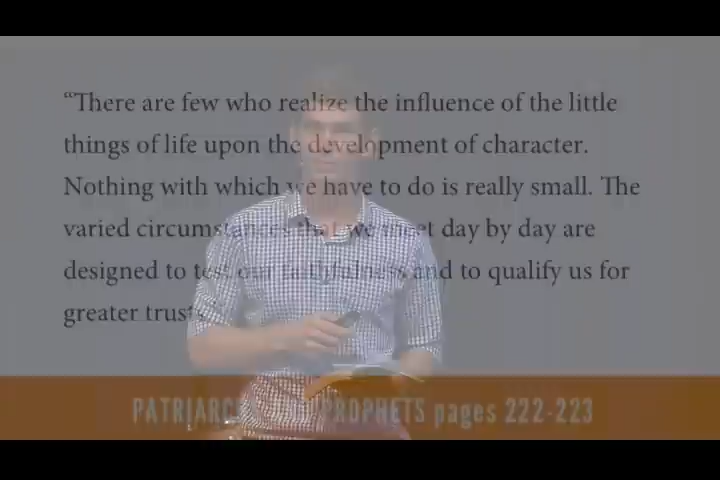 “There are few who realize the influence of the little
things of life upon the development of character.
Nothing with which we have to do is really small. The
varied circumstances that we meet day by day are
designed to test our faithfulness and to qualify us for
greater trusts
PATRIARCHS PROPHETS pages 222-223